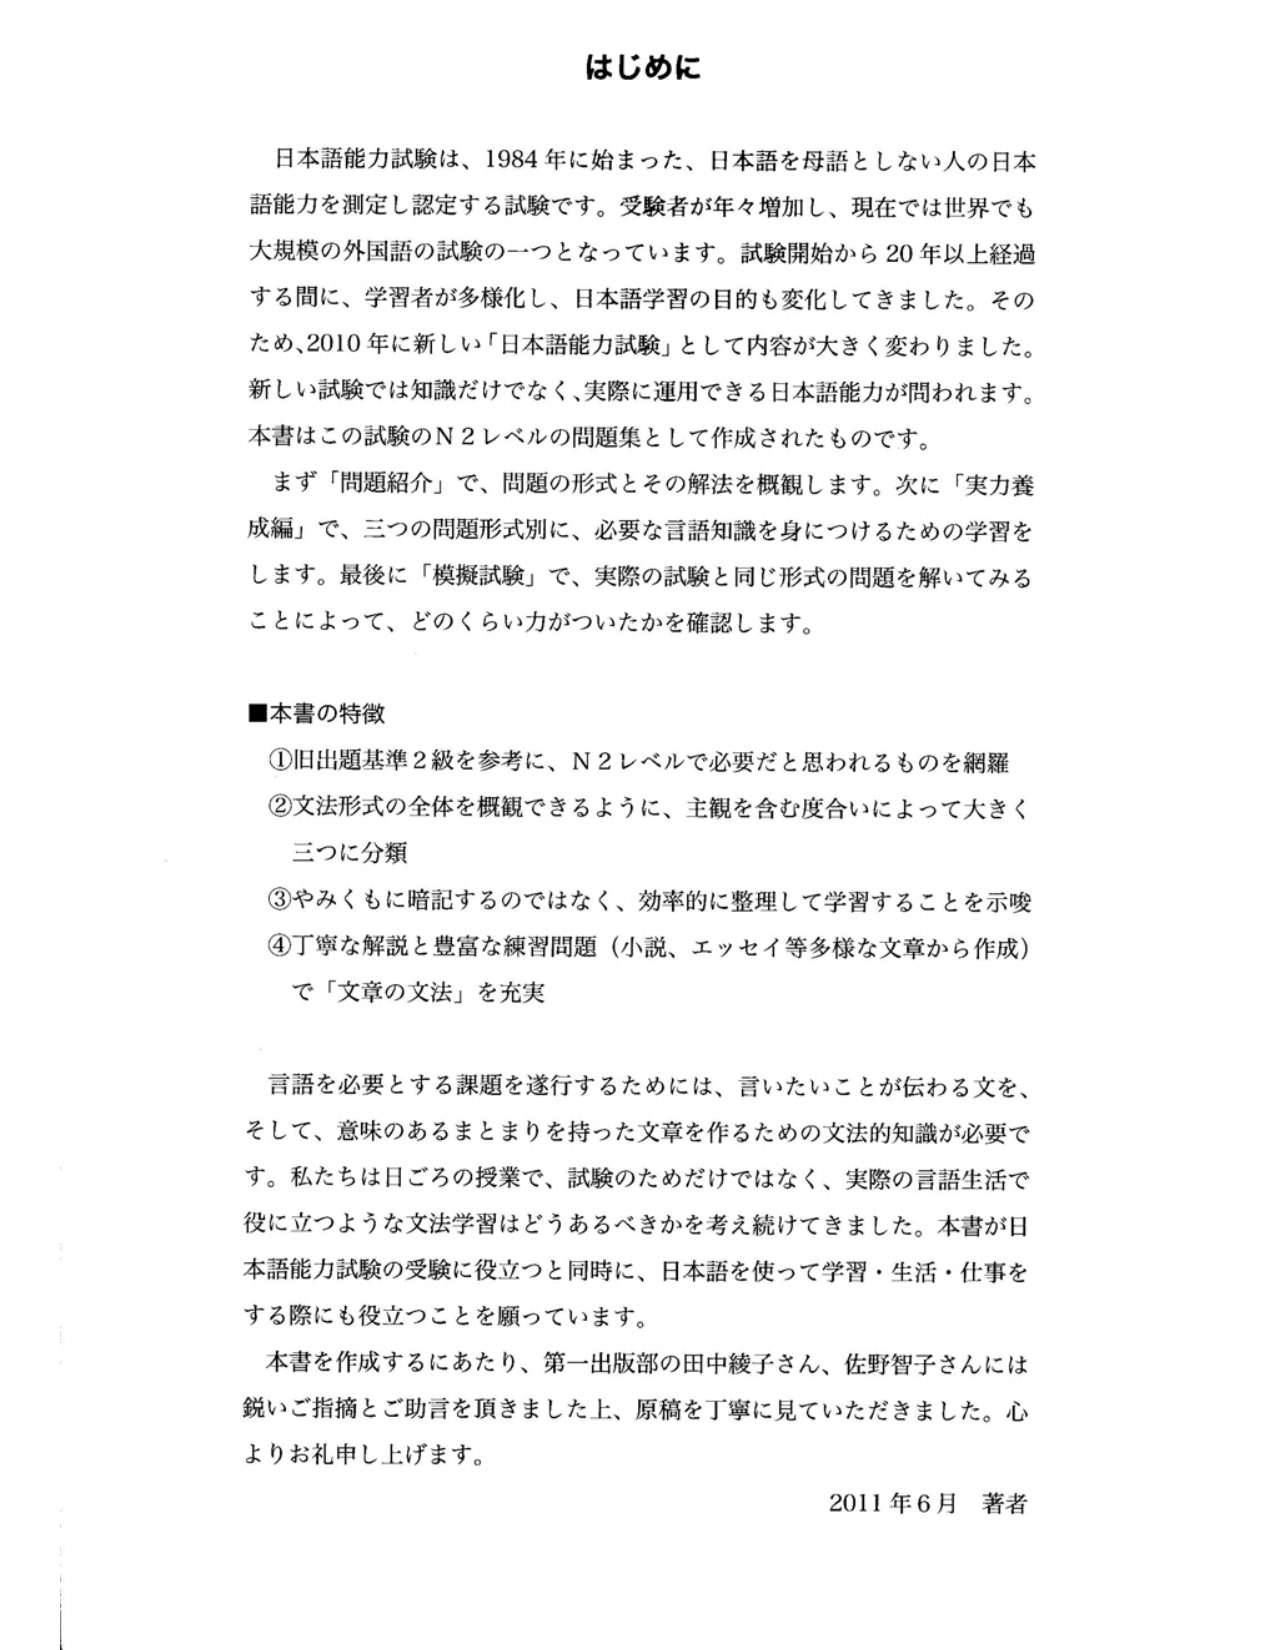 はじめに
日本語能力試験は、1984年に始まった、日本語を母語としない人の日本
語能力を測定し認定する試験です。受験者が年々増加し、現在では世界でも
大規模の外国語の試験の一つとなっています。試験開始から20年以上経過
する間に、学習者が多様化し、日本語学習の目的も変化してきました。その
ため、2010年に新しい「日本語能力試験」として内容が大きく変わりました。
新しい試験では知識だけでなく、実際に運用できる日本語能力が問われます。
本書はこの試験のN2レベルの問題集として作成されたものです。
まず「問題紹介」で、問題の形式とその解法を概観します。次に「実力養
成編」で、三つの問題形式別に、必要な言語知識を身につけるための学習を
します。最後に「模擬試験」で、実際の試験と同じ形式の問題を解いてみる
ことによって、どのくらい力がついたかを確認します。
■本書の特徴
①旧出題基準2級を参考に、N2レベルで必要だと思われるものを網羅
②文法形式の全体を概観できるように、主観を含む度合いによって大きく
三つに分類
③やみくもに暗記するのではなく、効率的に整理して学習することを示唆
④丁寧な解説と豊富な練習問題（小説、エッセイ等多様な文章から作成）
で「文章の文法」を充実
言語を必要とする課題を遂行するためには、言いたいことが伝わる文を、
そして、意味のあるまとまりを持った文章を作るための文法的知識が必要で
す。私たちは日ごろの授業で、試験のためだけではなく、実際の言語生活で
役に立つような文法学習はどうあるべきかを考え続けてきました。本書が日
本語能力試験の受験に役立つと同時に、日本語を使って学習・生活・仕事を
する際にも役立つことを願っています。
本書を作成するにあたり、第一出版部の田中綾子さん、佐野智子さんには
鋭いご指摘とご助言を頂きました上、原稿を丁寧に見ていただきました。心
よりお礼申し上げます。
2011年6月　著者